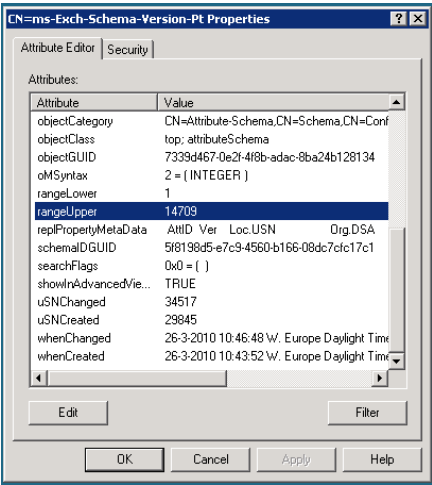 CN=ms-Exch-Schema-Version-Pt Properties
Attribute Editor Security
Attributes:
Attribute Value
objectCategory CN=Attribute-Schema,CN=Schema,CN=Conf
objectClass top; attributeSchema
objectGUID 7339d467-0e2f-4f8b-adac-8ba24b128134
oMSyntax 2 = ( INTEGER )
rangeLower 1
rangeUpper 14709
replPropertyMetaData AttID Ver Loc.USN Org.DSA
schemaIDGUID 5f8198d5-e7c9-4560-b166-08dc7cfc17c1
searchFlags 0x0 = ( )
showInAdvancedVie... TRUE
uSNChanged 34517
uSNCreated 29845
whenChanged 26-3-2010 10:46:48 W. Europe Daylight Time
whenCreated 26-3-2010 10:43:52 W. Europe Daylight Time
Edit Filter
OK Cancel Apply Help